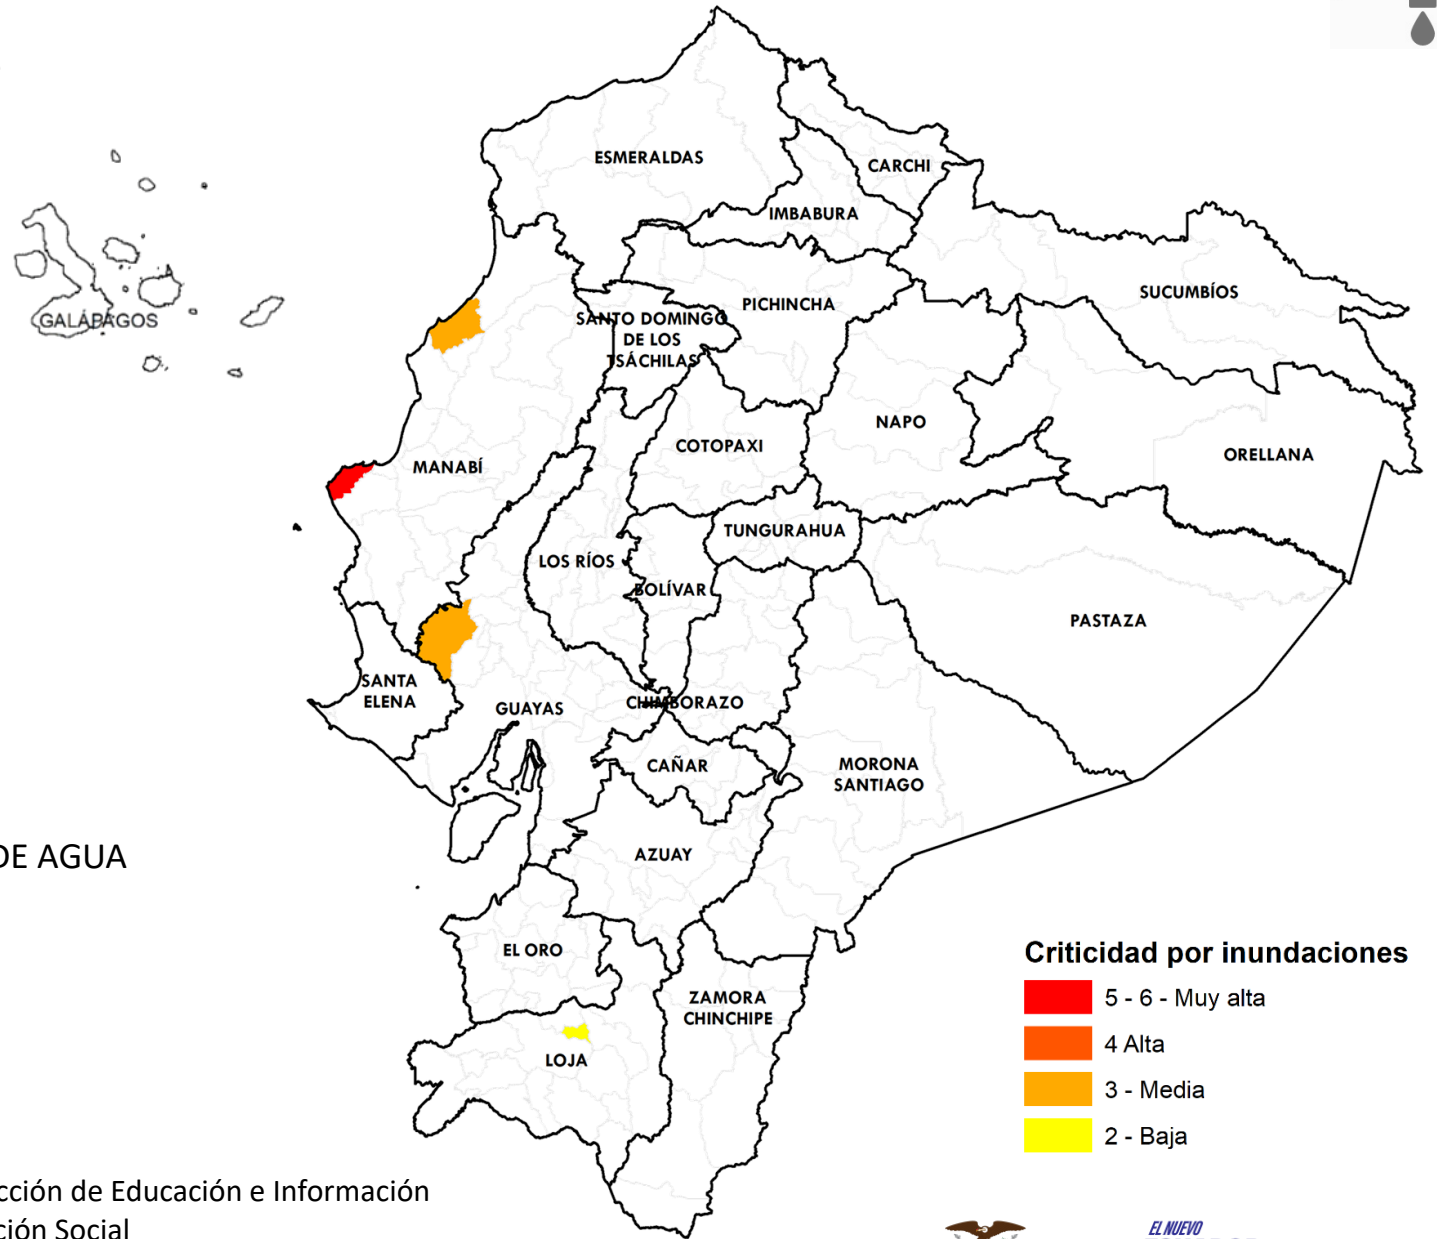 ESMERALDAS
CARCHI
IMBABURA
SUCUMBÍOS
PICHINCHA
GALÁPAGOS
SANTO DOMINGO
DE LOS
TSÁCHILAS
NAPO
COTOPAXI
ORELLANA
MANABÍ
TUNGURAHUA
LOS RÍOS
BOLÍVAR
PASTAZA
SANTA
ELENA
GUAYAS
CHIMBORAZO
CAÑAR
MORONA
SANTIAGO
DE AGUA
AZUAY
EL ORO
ZAMORA
CHINCHIPE
LOJA
Criticidad por inundaciones
5 - 6 - Muy alta
4 Alta
3 - Media
2 - Baja
cción de Educación e Información
ción Social
EL NUEVO